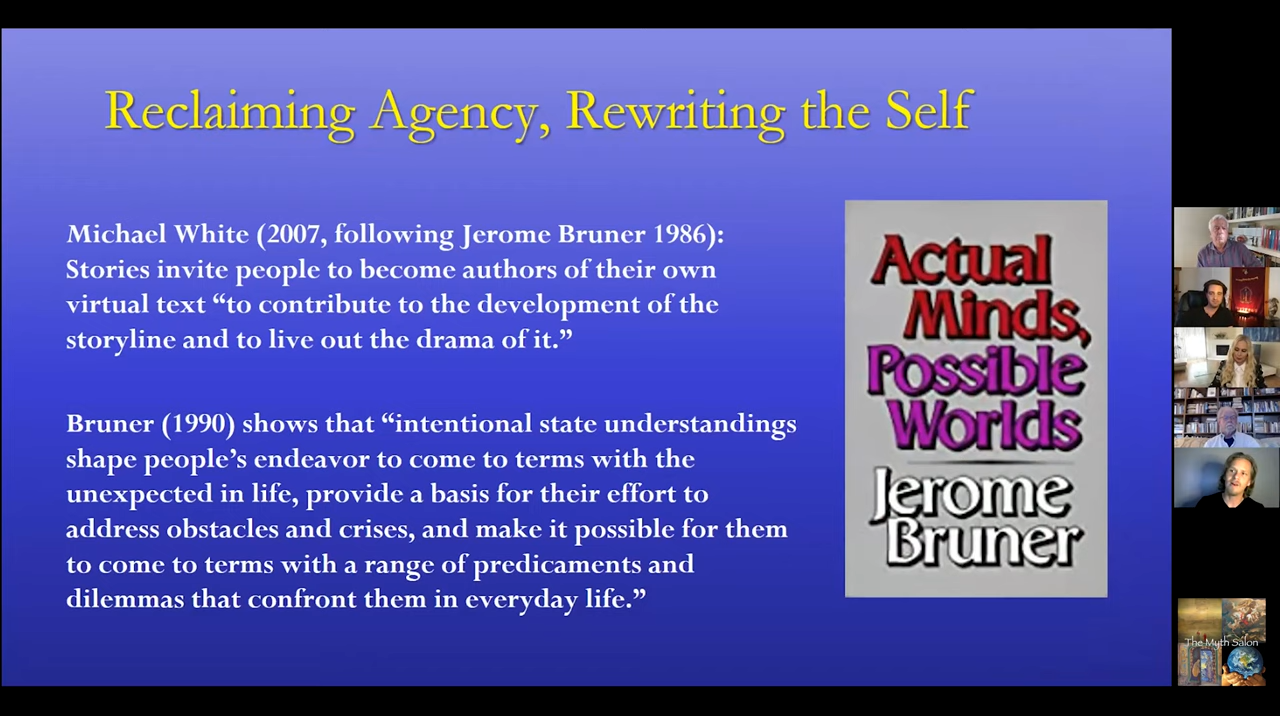 Reclaiming Agency, Rewriting the Self
Michael White (2007, following Jerome Bruner 1986):
Stories invite people to become authors of their own
virtual text “to contribute to the development of the
storyline and to live out the drama of it.”
Bruner (1990) shows that “intentional state understandings
shape people’s endeavor to come to terms with the
unexpected in life, provide a basis for their effort to
address obstacles and crises, and make it possible for them
to come to terms with a range of predicaments and
dilemmas that confront them in everyday life.”
Actual
Minds,
Possible
Worlds
Jerome
Bruner
The Myth Salon